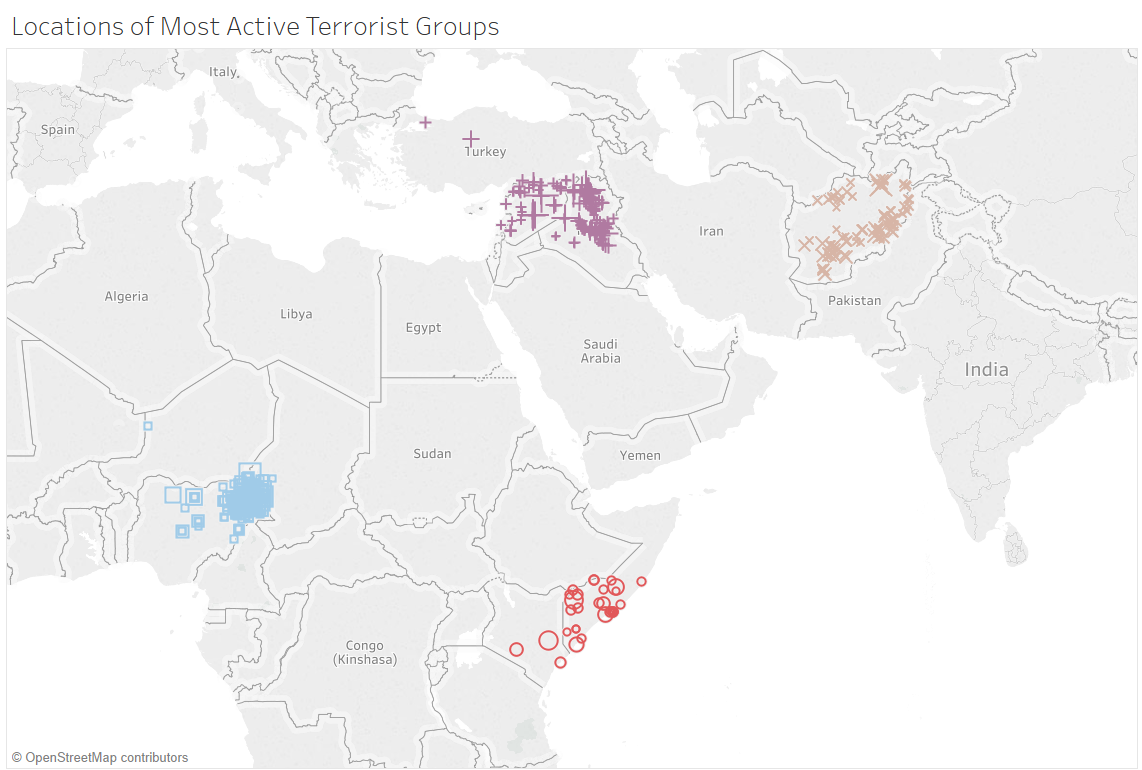 Locations of Most Active Terrorist Groups
Italy
Spain
Turkey
Iran
Algeria
Libya
Egypt
Pakistan
Saudi
Arabia
India
Sudan
Yemen
Congo
(Kinshasa)
© OpenStreetMap contributors